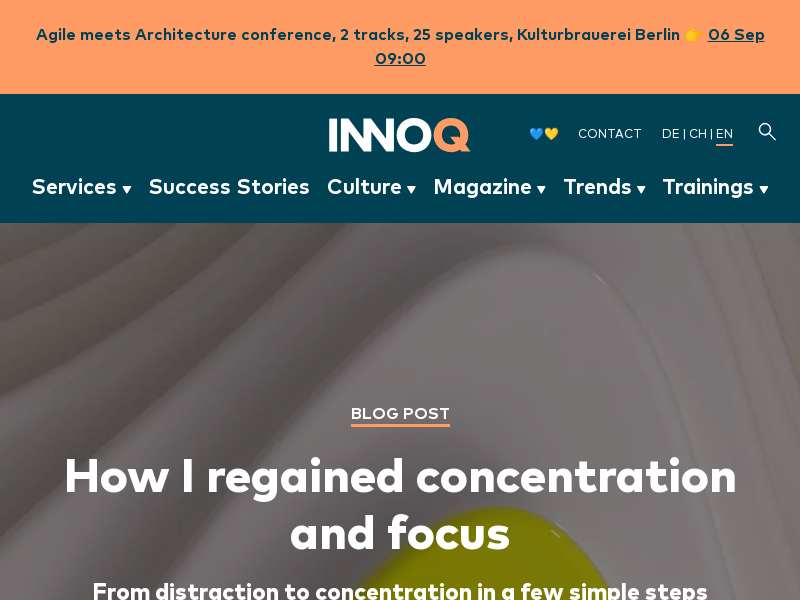 Agile meets Architecture conference, 2 tracks, 25 speakers, Kulturbrauerei Berlin 👉 06 Sep
09:00
INNOQ
💙💛 CONTACT DE | CH | EN
Services ▾ Success Stories Culture ▾ Magazine ▾ Trends ▾ Trainings ▾
BLOG POST
How I regained concentration
and focus
From distraction to concentration in a few simple steps